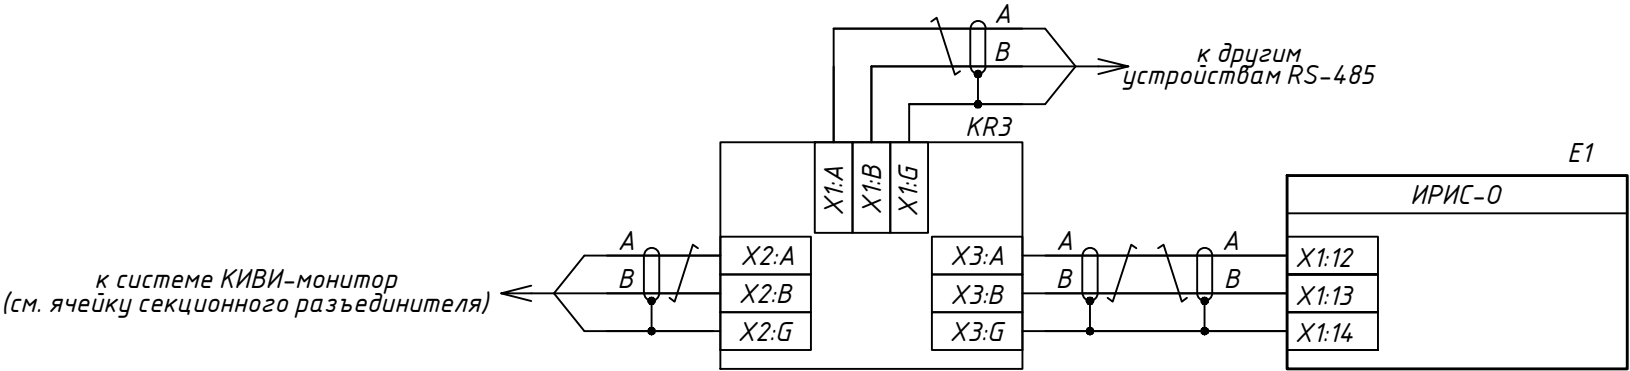 A
B
к другим
устройствам RS-485
KR3
E1
X1:A
X1:B
X1:G
ИРИС-О
A
B
X2:A
X2:B
X2:G
X3:A
X3:B
X3:G
A
B
A
B
X1:12
X1:13
X1:14
к системе КИВИ-монитор
(см. ячейку секционного разъединителя)